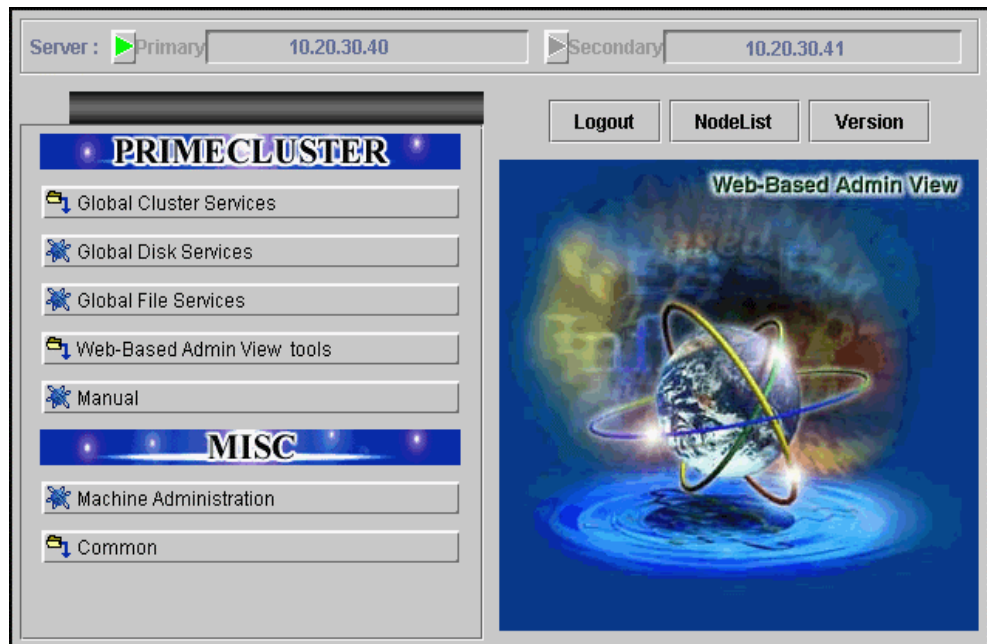 Server : Primary 10.20.30.40 Secondary 10.20.30.41
Logout NodeList Version
PRIMECLUSTER
Global Cluster Services
Global Disk Services
Global File Services
Web-Based Admin View tools
Manual
MISC
Machine Administration
Common
Web-Based Admin View